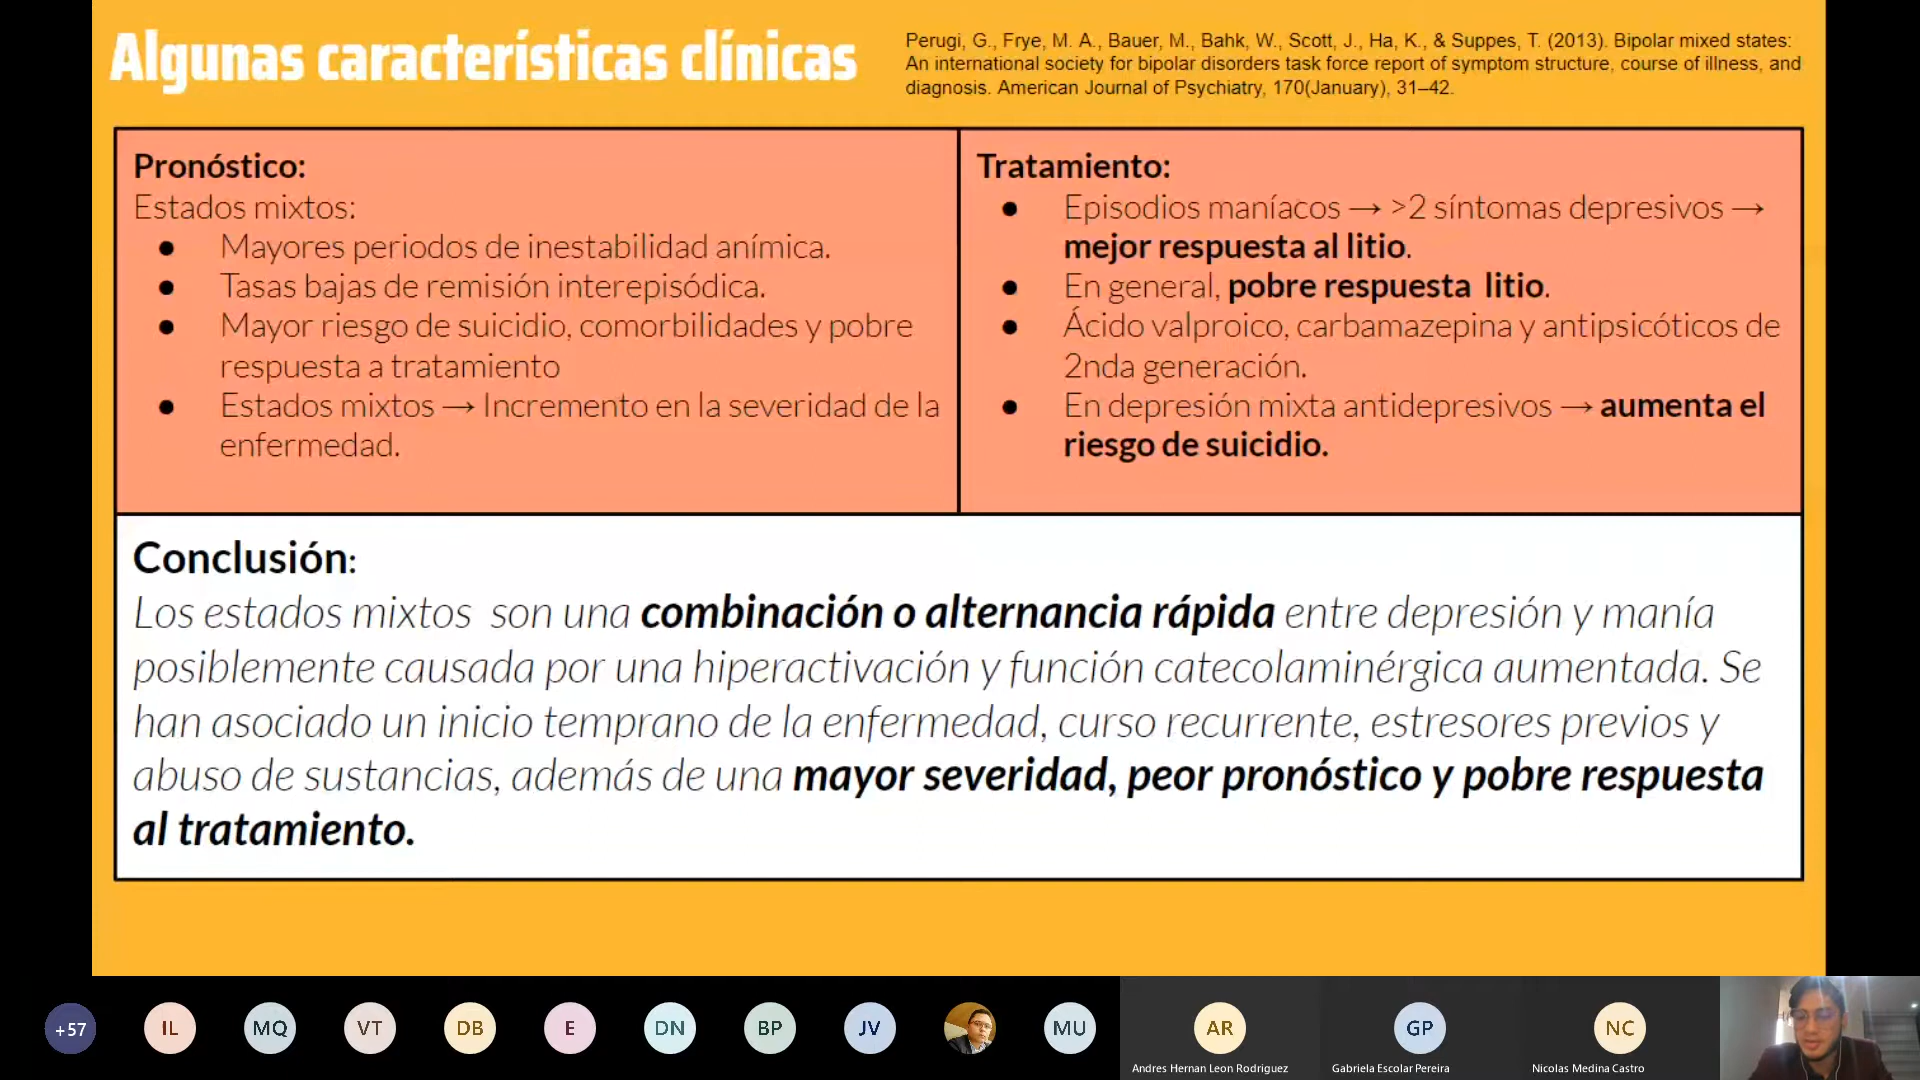 Algunas características clínicas
Perugi, G., Frye, M. A., Bauer, M., Bahk, W., Scott, J., Ha, K., & Suppes, T. (2013). Bipolar mixed states:
An international society for bipolar disorders task force report of symptom structure, course of illness, and
diagnosis. American Journal of Psychiatry, 170(January), 31–42.
Pronóstico:
Estados mixtos:
● Mayores periodos de inestabilidad anímica.
● Tasas bajas de remisión interepisódica.
● Mayor riesgo de suicidio, comorbilidades y pobre
respuesta a tratamiento
● Estados mixtos → Incremento en la severidad de la
enfermedad.
Tratamiento:
● Episodios maníacos → >2 síntomas depresivos →
mejor respuesta al litio.
● En general, pobre respuesta litio.
● Ácido valproico, carbamazepina y antipsicóticos de
2nda generación.
● En depresión mixta antidepresivos → aumenta el
riesgo de suicidio.
Conclusión:
Los estados mixtos son una combinación o alternancia rápida entre depresión y manía
posiblemente causada por una hiperactivación y función catecolaminérgica aumentada. Se
han asociado un inicio temprano de la enfermedad, curso recurrente, estresores previos y
abuso de sustancias, además de una mayor severidad, peor pronóstico y pobre respuesta
al tratamiento.
+57
IL
MQ
VT
DB
E
DN
BP
JV
MU
AR
Andres Hernan Leon Rodriguez
GP
Gabriela Escolar Pereira
NC
Nicolas Medina Castro